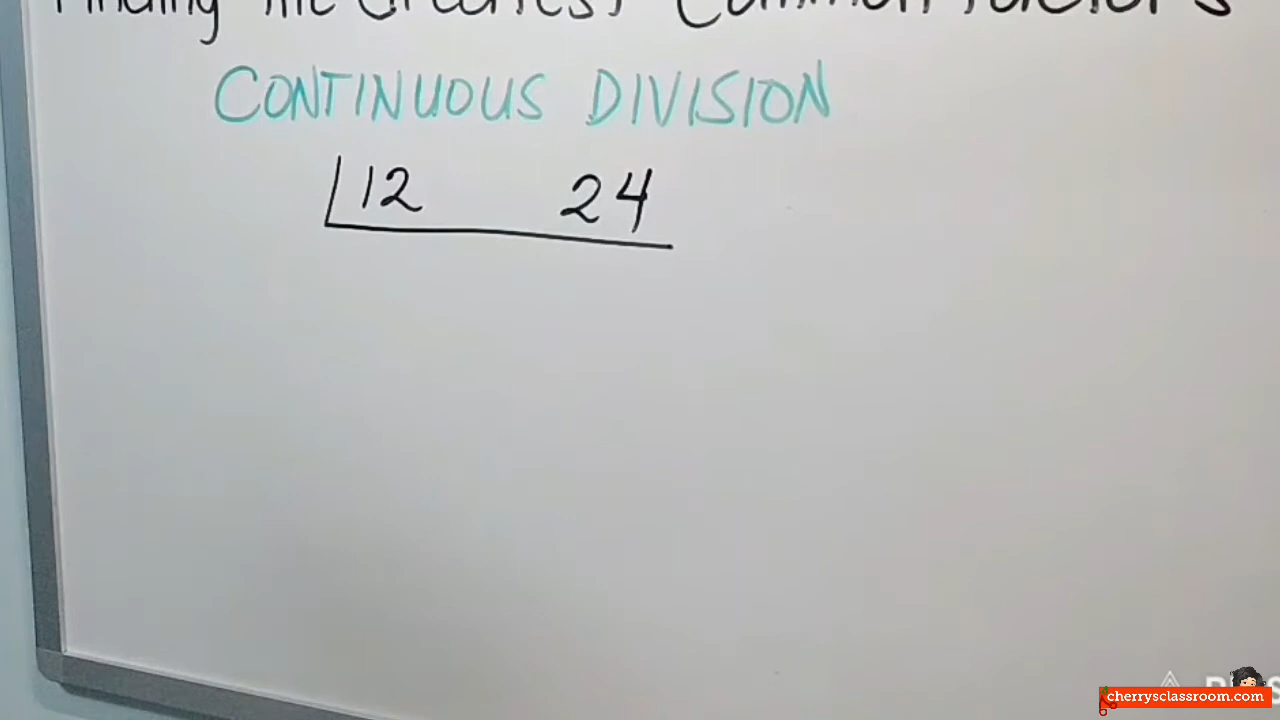 Finding the Greatest Common Factors
CONTINUOUS DIVISION
12 24
cherrysclassroom.com